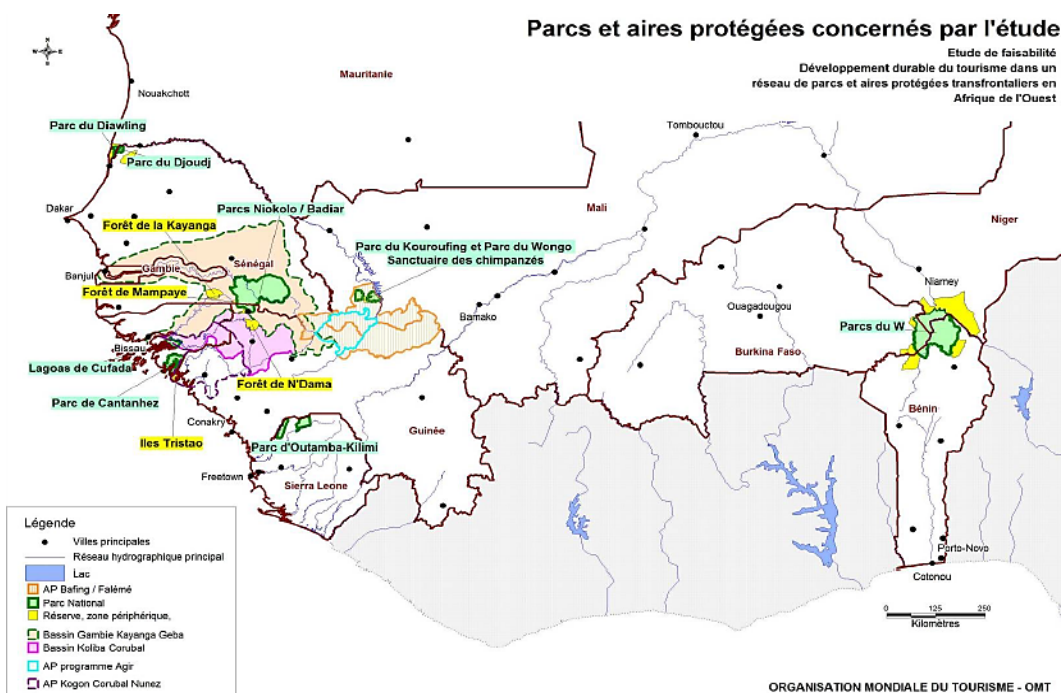 Parcs et aires protégées concernés par l'étude
Etude de faisabilité
Développement durable du tourisme dans un
réseau de parcs et aires protégées transfrontaliers en
Afrique de l'Ouest
N
W
E
S
Mauritanie
Nouakchott
Parc du Diawling
Parc du Djoudj
Tombouctou
Dakar
Parcs Niokolo / Badiar
Forêt de la Kayanga
Mali
Niger
Parc du Kouroufing et Parc du Wongo
Sanctuaire des chimpanzés
Sénégal
Sénégal
Banjul
Gambie
Niamey
Forêt de Mampaye
Bamako
Ouagadougou
Parcs du W
Bissau
Burkina Faso
Lagoas de Cufada
Forêt de N'Dama
Parc de Cantanhez
Bénin
Conakry
Guinée
Iles Tristao
Parc d'Outamba-Kilimi
Freetown
Sierra Leone
Porto-Novo
Cotonou
Légende
Villes principales
Réseau hydrographique principal
Lac
AP Bafing / Falémé
Parc National
Réserve, zone périphérique,
Bassin Gambie Kayanga Geba
Bassin Koliba Corubal
AP programme Agir
AP Kogon Corubal Nunez
0 125 250
Kilomètres
ORGANISATION MONDIALE DU TOURISME - OMT